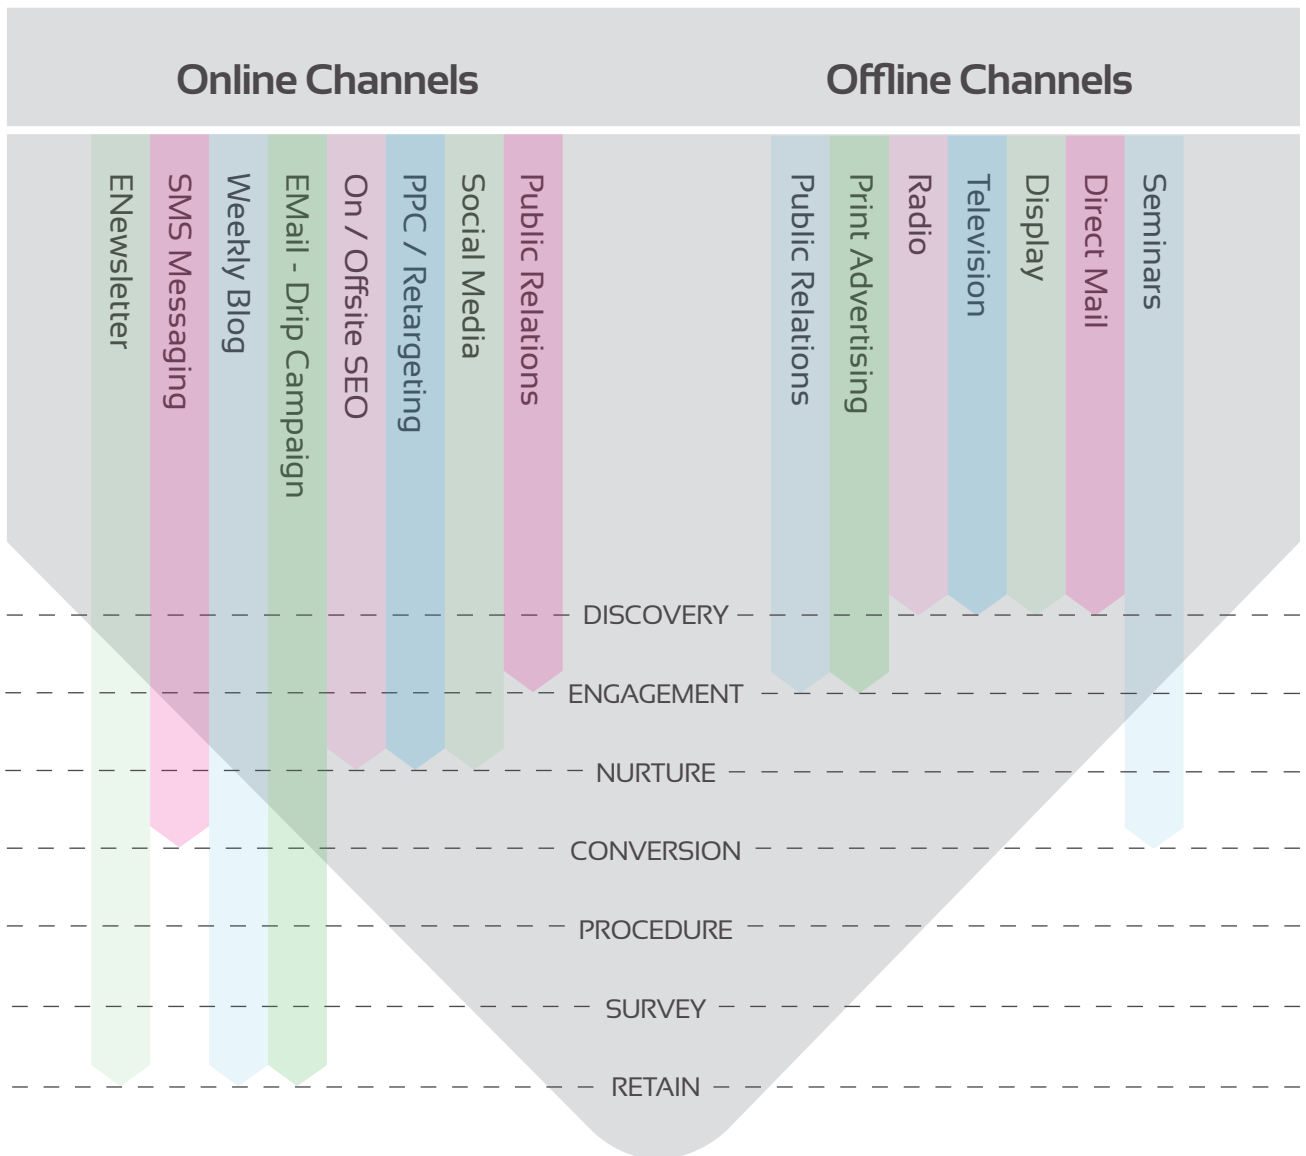 Online Channels
Offline Channels
ENewsletter
SMS Messaging
Weekly Blog
EMail - Drip Campaign
On / Offsite SEO
PPC / Retargeting
Social Media
Public Relations
Public Relations
Print Advertising
Radio
Television
Display
Direct Mail
Seminars
DISCOVERY
ENGAGEMENT
NURTURE
CONVERSION
PROCEDURE
SURVEY
RETAIN